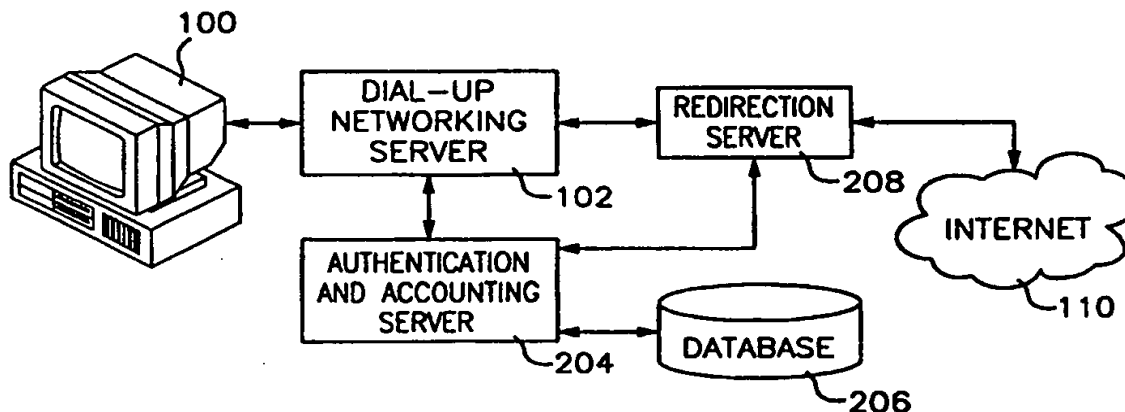 100
DIAL-UP
NETWORKING
SERVER
102
REDIRECTION
SERVER
208
INTERNET
110
AUTHENTICATION
AND ACCOUNTING
SERVER
204
DATABASE
206